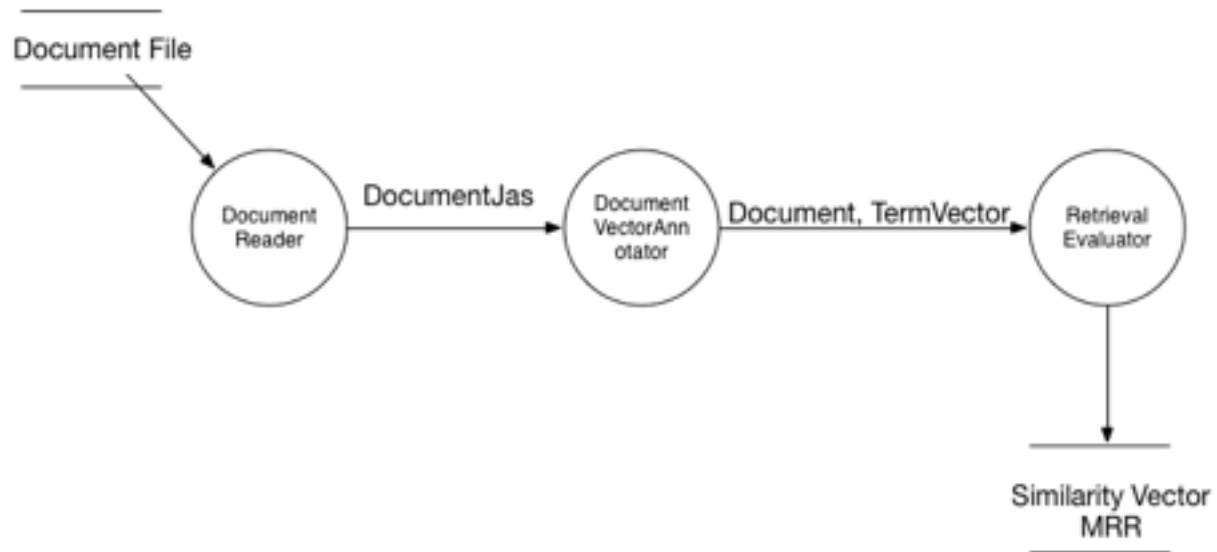 Document File
Document
Reader
DocumentJas
Document
VectorAnn
otator
Document, TermVector
Retrieval
Evaluator
Similarity Vector
MRR